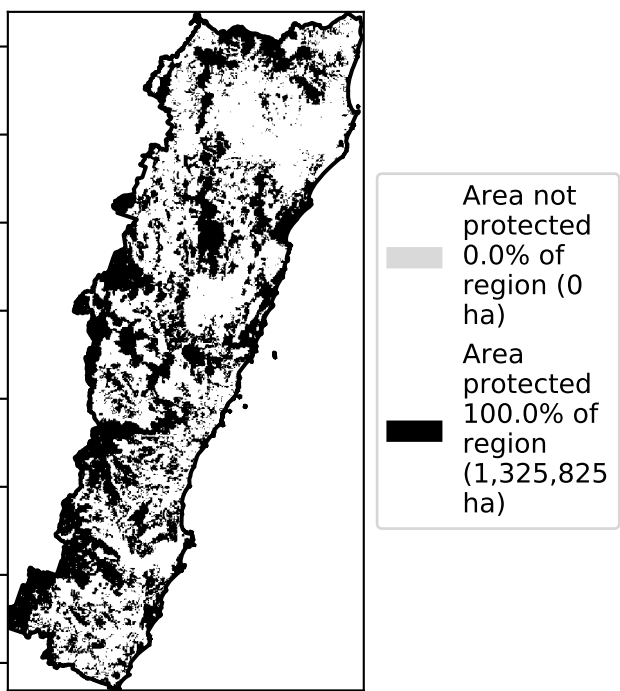 Area not
protected
0.0% of
region (0
ha)
Area
protected
100.0% of
region
(1,325,825
ha)